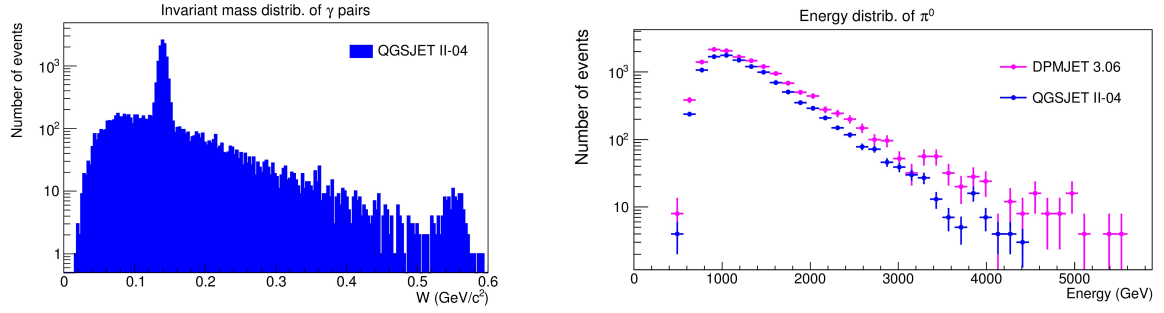 Invariant mass distrib. of γ pairs
Number of events
QGSJET II-04
10³
10²
10
1
0 0.1 0.2 0.3 0.4 0.5 0.6
W (GeV/c²)
Energy distrib. of π⁰
Number of events
DPMJET 3.06
QGSJET II-04
10³
10²
10
0 1000 2000 3000 4000 5000
Energy (GeV)